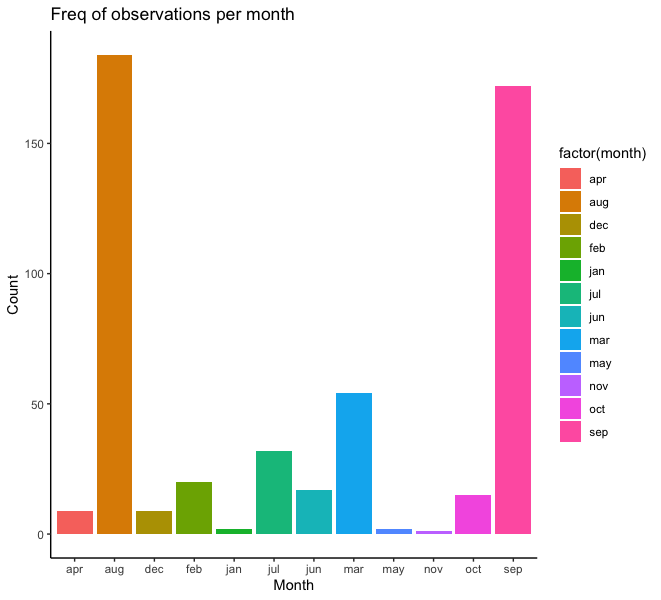 Freq of observations per month
Count
150
100
50
0
apr aug dec feb jan jul jun mar may nov oct sep
Month
factor(month)
apr
aug
dec
feb
jan
jul
jun
mar
may
nov
oct
sep